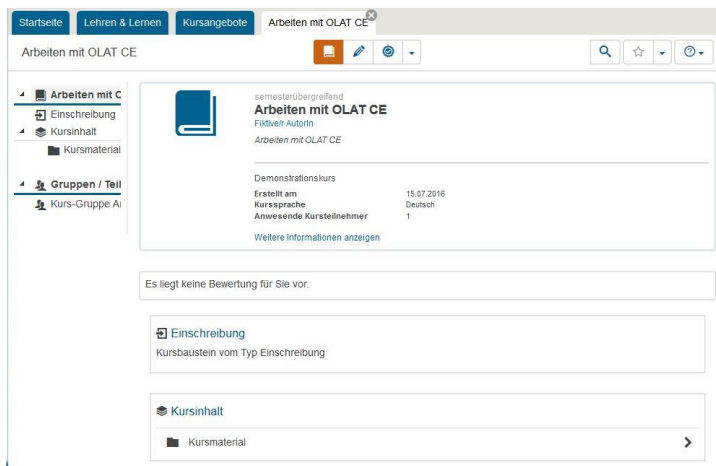 Startseite Lehren & Lernen Kursangebote Arbeiten mit OLAT CE
Arbeiten mit OLAT CE
Arbeiten mit C
Einschreibung
Kursinhalt
Kursmaterial
Gruppen / Teil
Kurs-Gruppe Ar
semesterübergreifend
Arbeiten mit OLAT CE
Fiktive/r AutorIn
Arbeiten mit OLAT CE
Demonstrationskurs
Erstellt am 15.07.2016
Kurssprache Deutsch
Anwesende Kursteilnehmer 1
Weitere Informationen anzeigen
Es liegt keine Bewertung für Sie vor.
Einschreibung
Kursbaustein vom Typ Einschreibung
Kursinhalt
Kursmaterial